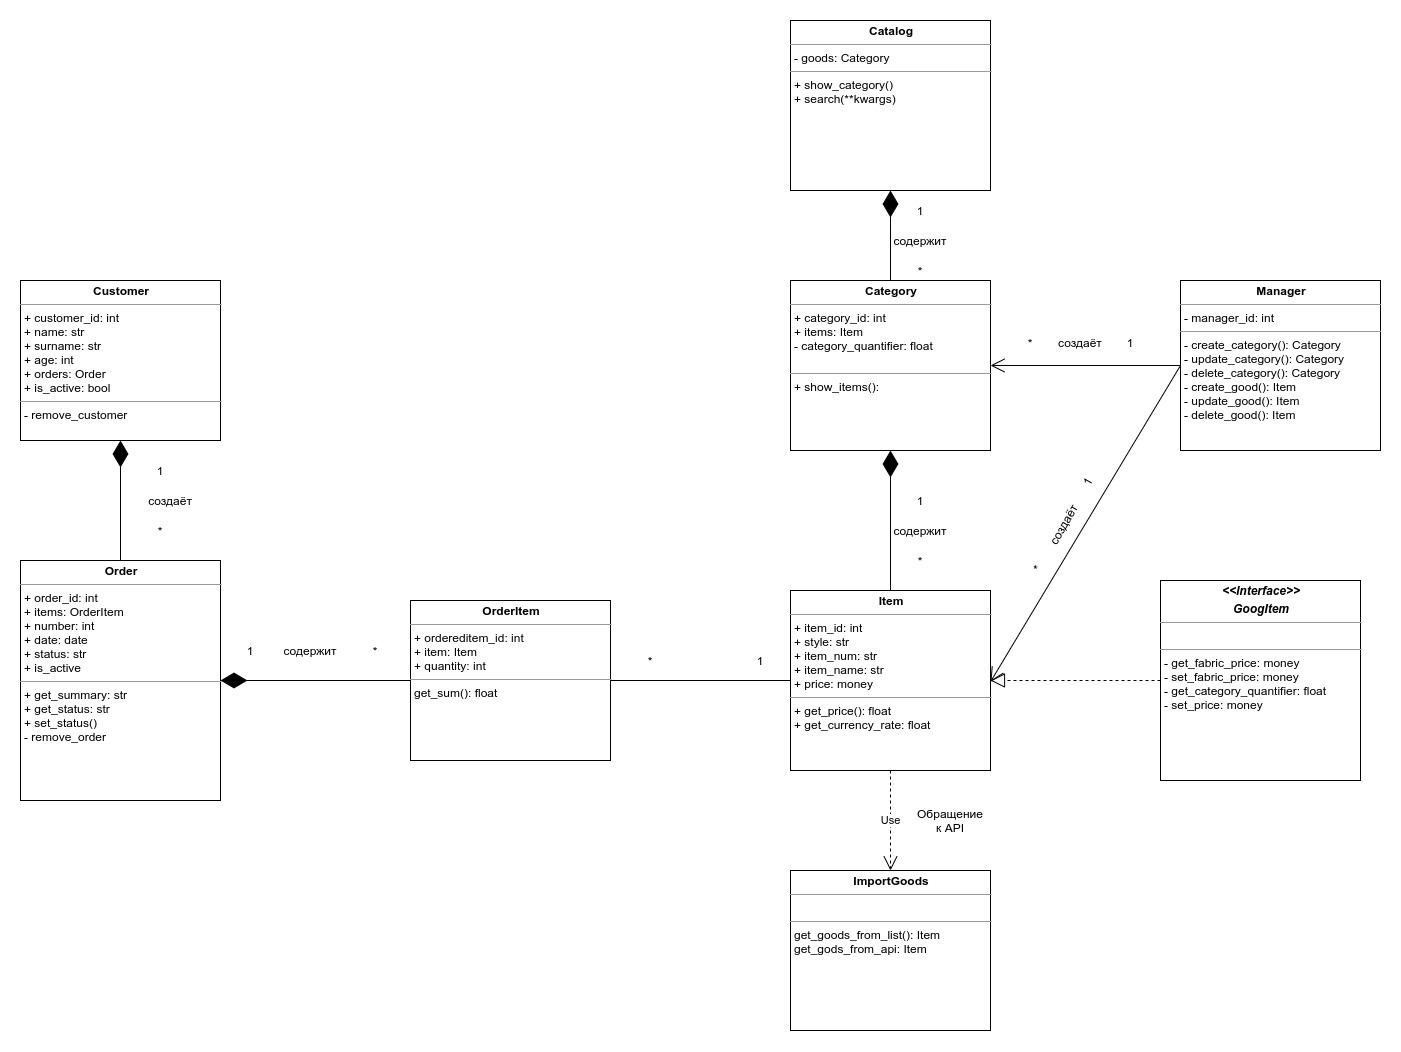 Catalog
- goods: Category
+ show_category()
+ search(**kwargs)
1
содержит
*
Customer
+ customer_id: int
+ name: str
+ surname: str
+ age: int
+ orders: Order
+ is_active: bool
- remove_customer
Category
+ category_id: int
+ items: Item
- category_quantifier: float
+ show_items():
* создаёт 1
Manager
- manager_id: int
- create_category(): Category
- update_category(): Category
- delete_category(): Category
- create_good(): Item
- update_good(): Item
- delete_good(): Item
1
создаёт
*
1
содержит
*
* создаёт 1
Order
+ order_id: int
+ items: OrderItem
+ number: int
+ date: date
+ status: str
+ is_active
+ get_summary: str
+ get_status: str
+ set_status()
- remove_order
1 содержит *
OrderItem
+ ordereditem_id: int
+ item: Item
+ quantity: int
get_sum(): float
* 1
Item
+ item_id: int
+ style: str
+ item_num: str
+ item_name: str
+ price: money
+ get_price(): float
+ get_currency_rate: float
<<Interface>>
GoogItem
- get_fabric_price: money
- set_fabric_price: money
- get_category_quantifier: float
- set_price: money
Use
Обращение
к API
ImportGoods
get_goods_from_list(): Item
get_gods_from_api: Item